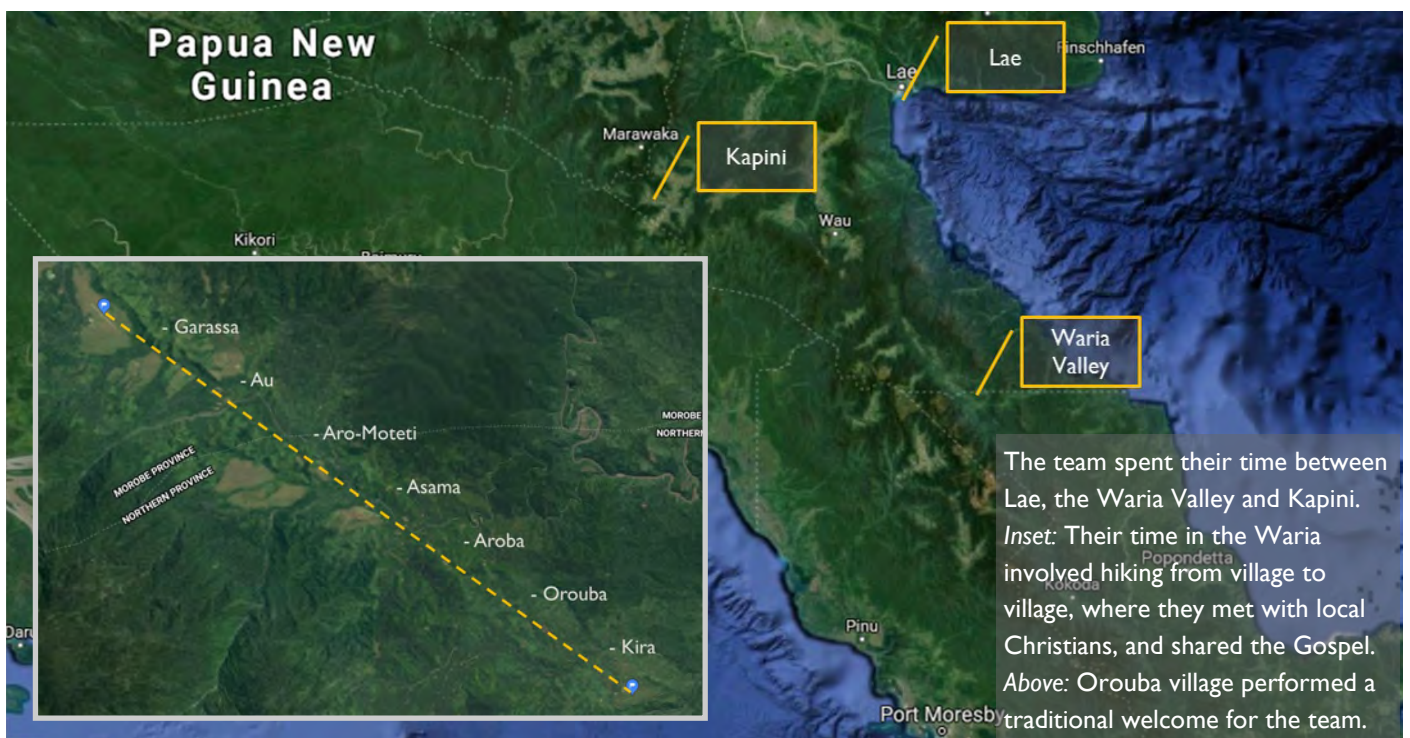 Papua New
Guinea
Lae
Finschhafen
Lae
Marawaka
Kapini
Wau
Kikori
Waria
Valley
- Garassa
- Au
- Aro-Moteti
- Asama
- Aroba
- Orouba
- Kira
MOROBE PROVINCE
NORTHERN PROVINCE
MOROBE
NORTHER
Daru
Pinu
Port Moresby
Popondetta
Kokoda
The team spent their time between
Lae, the Waria Valley and Kapini.
Inset: Their time in the Waria
involved hiking from village to
village, where they met with local
Christians, and shared the Gospel.
Above: Orouba village performed a
traditional welcome for the team.